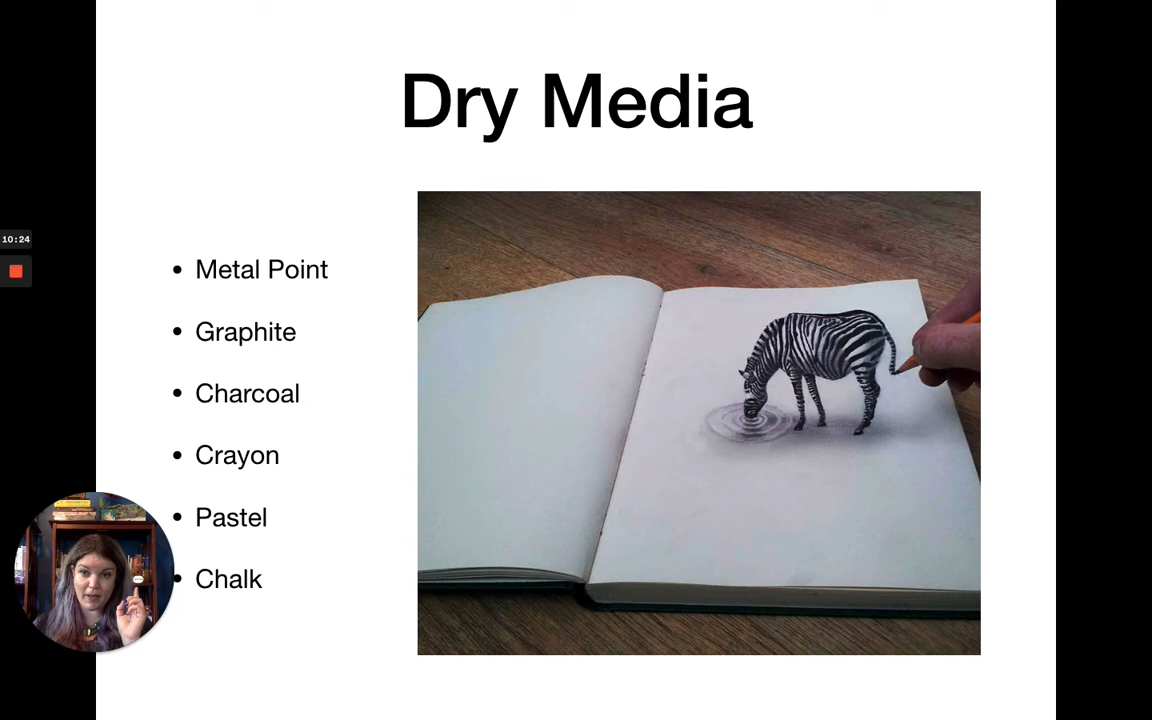 Dry Media
10:24
• Metal Point
• Graphite
• Charcoal
• Crayon
• Pastel
• Chalk